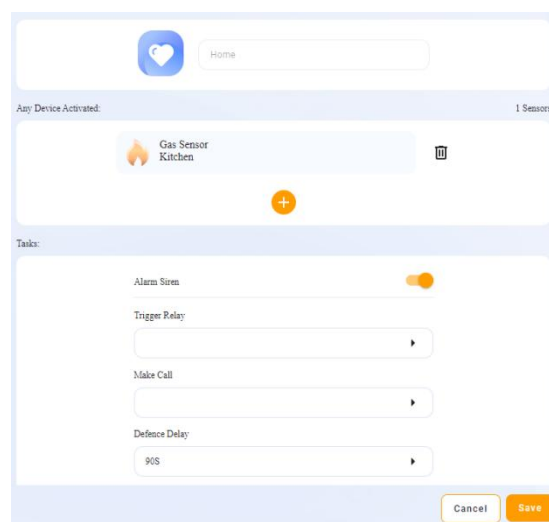 Home
Any Device Activated:
1 Sensors
Gas Sensor
Kitchen
Tasks:
Alarm Siren
Trigger Relay
Make Call
Defence Delay
90S
Cancel
Save